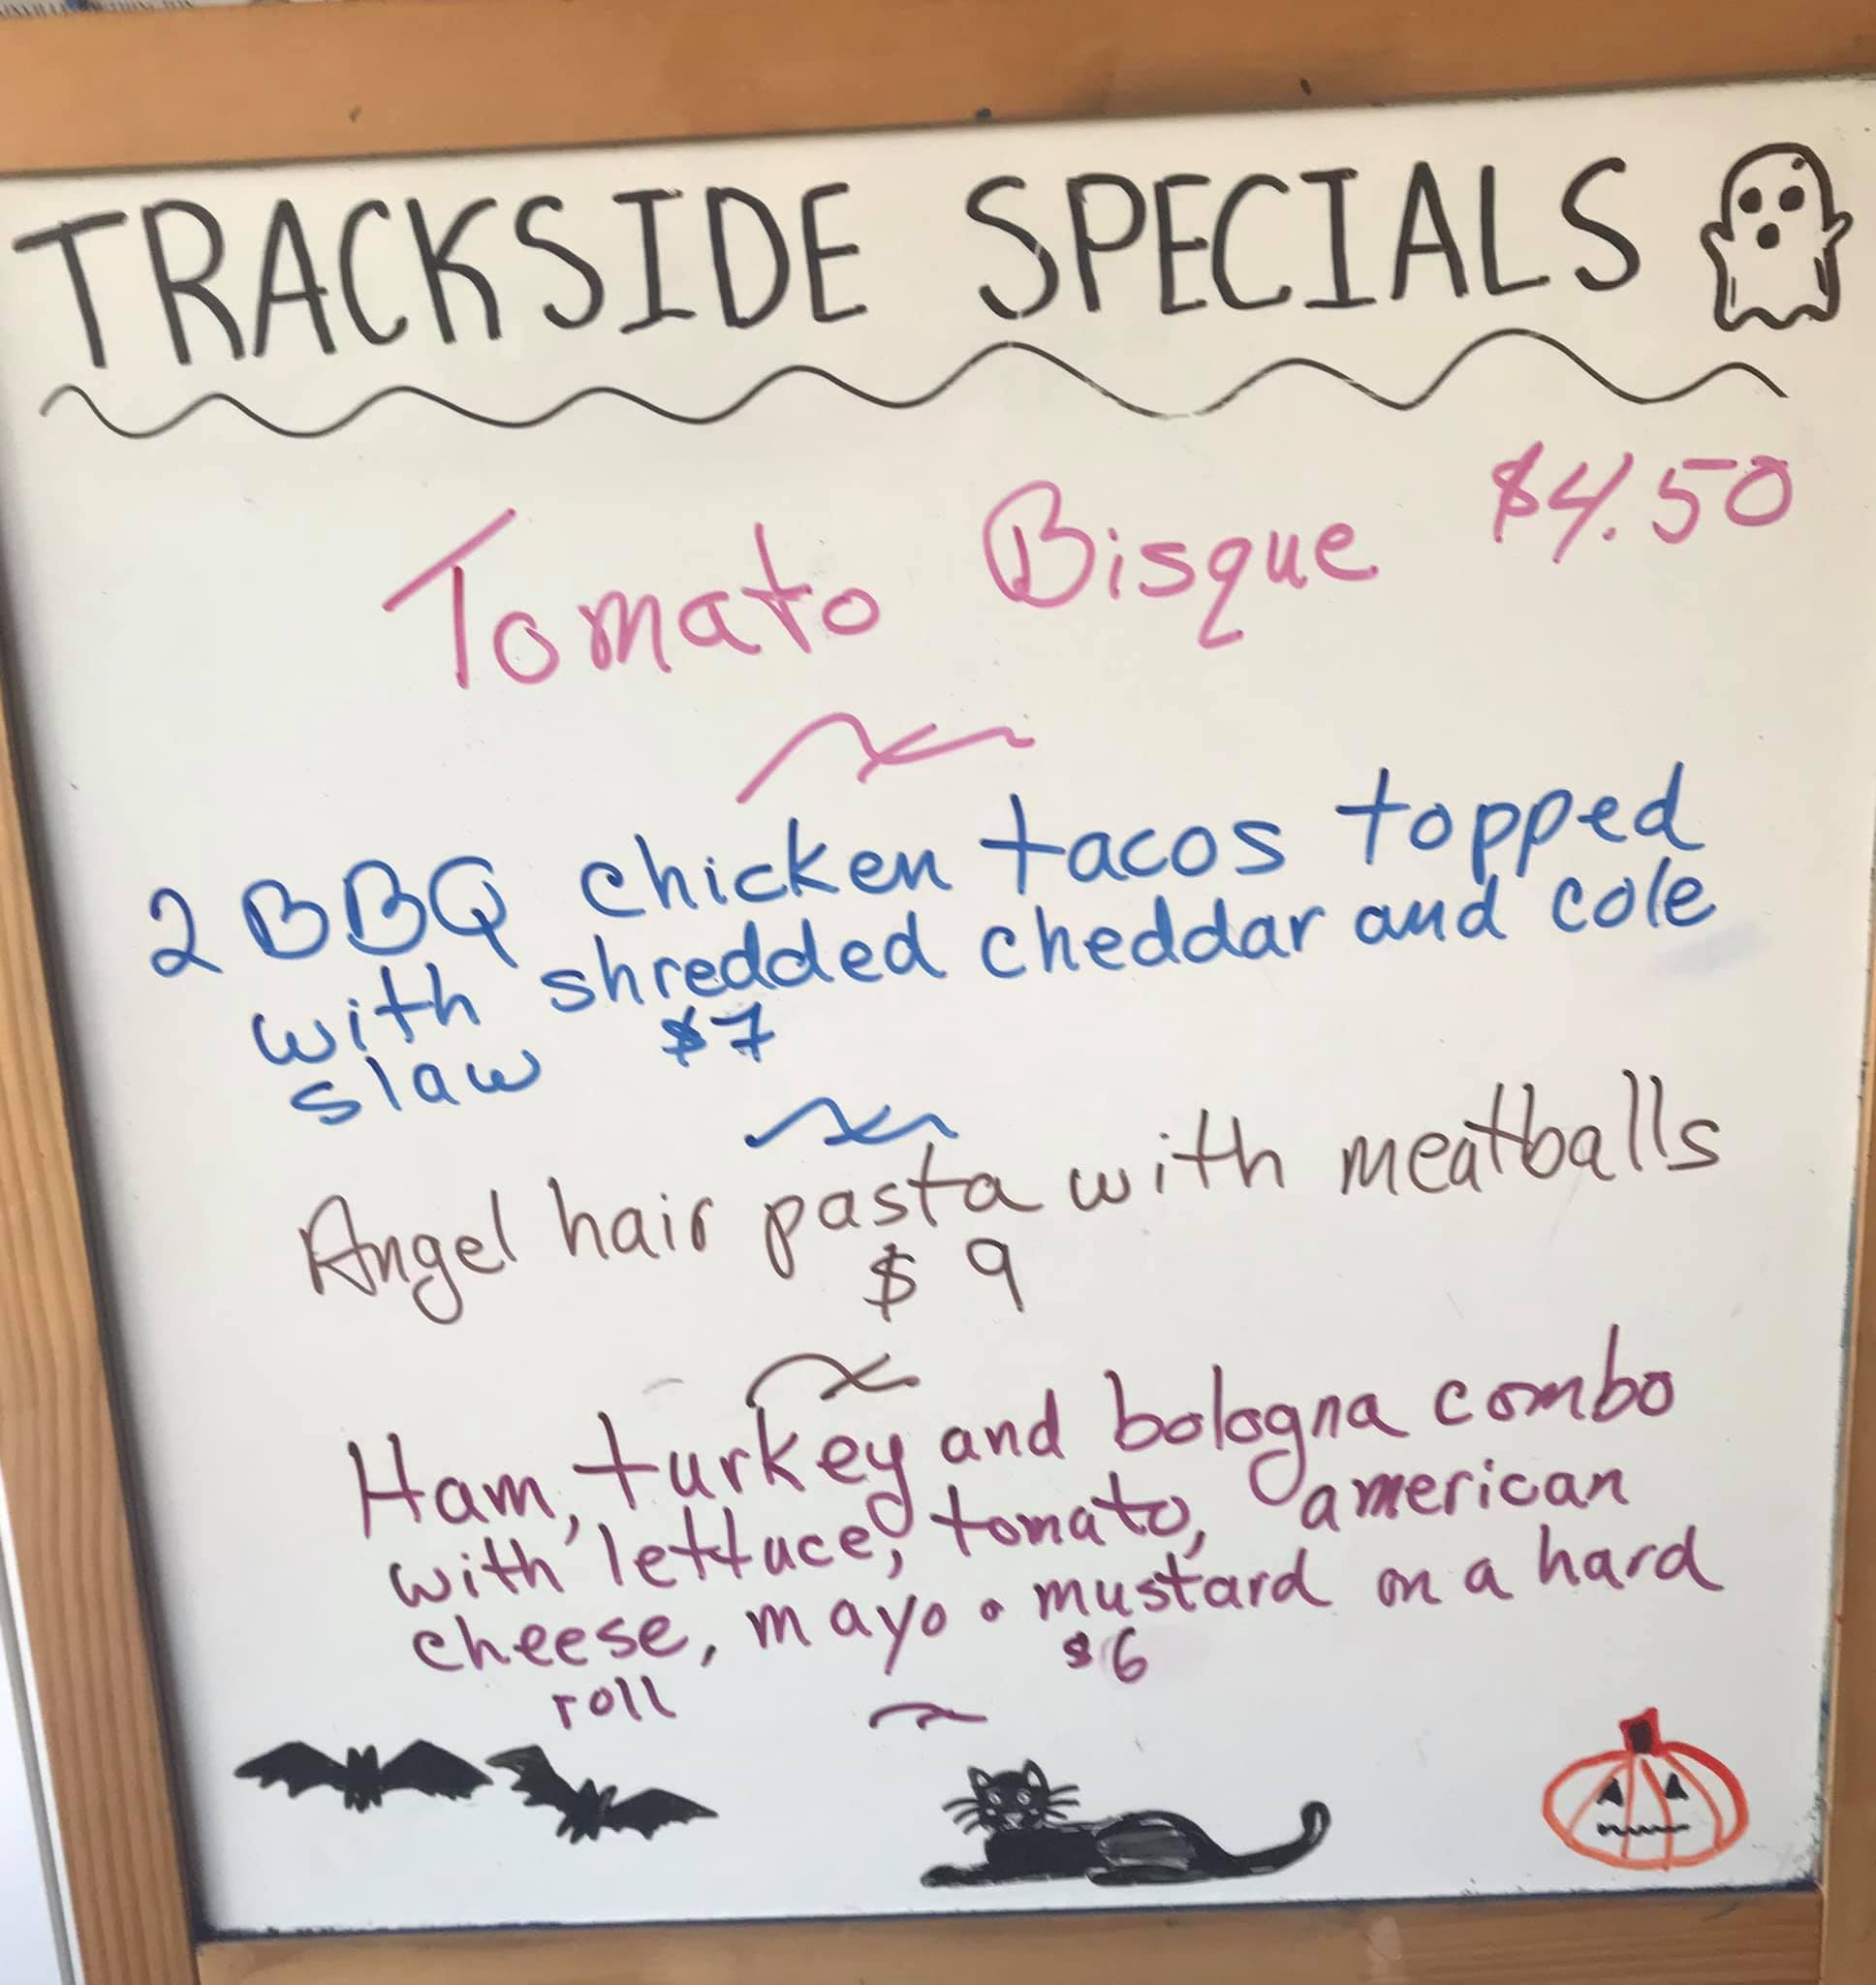 TRACKSIDE SPECIALS
Tomato Bisque $4.50
2 BBQ chicken tacos topped
with shredded cheddar and cole
slaw $7
Angel hair pasta with meatballs
$9
Ham, turkey and bologna combo
with lettuce, tomato, american
cheese, mayo o mustard on a hard
roll $6